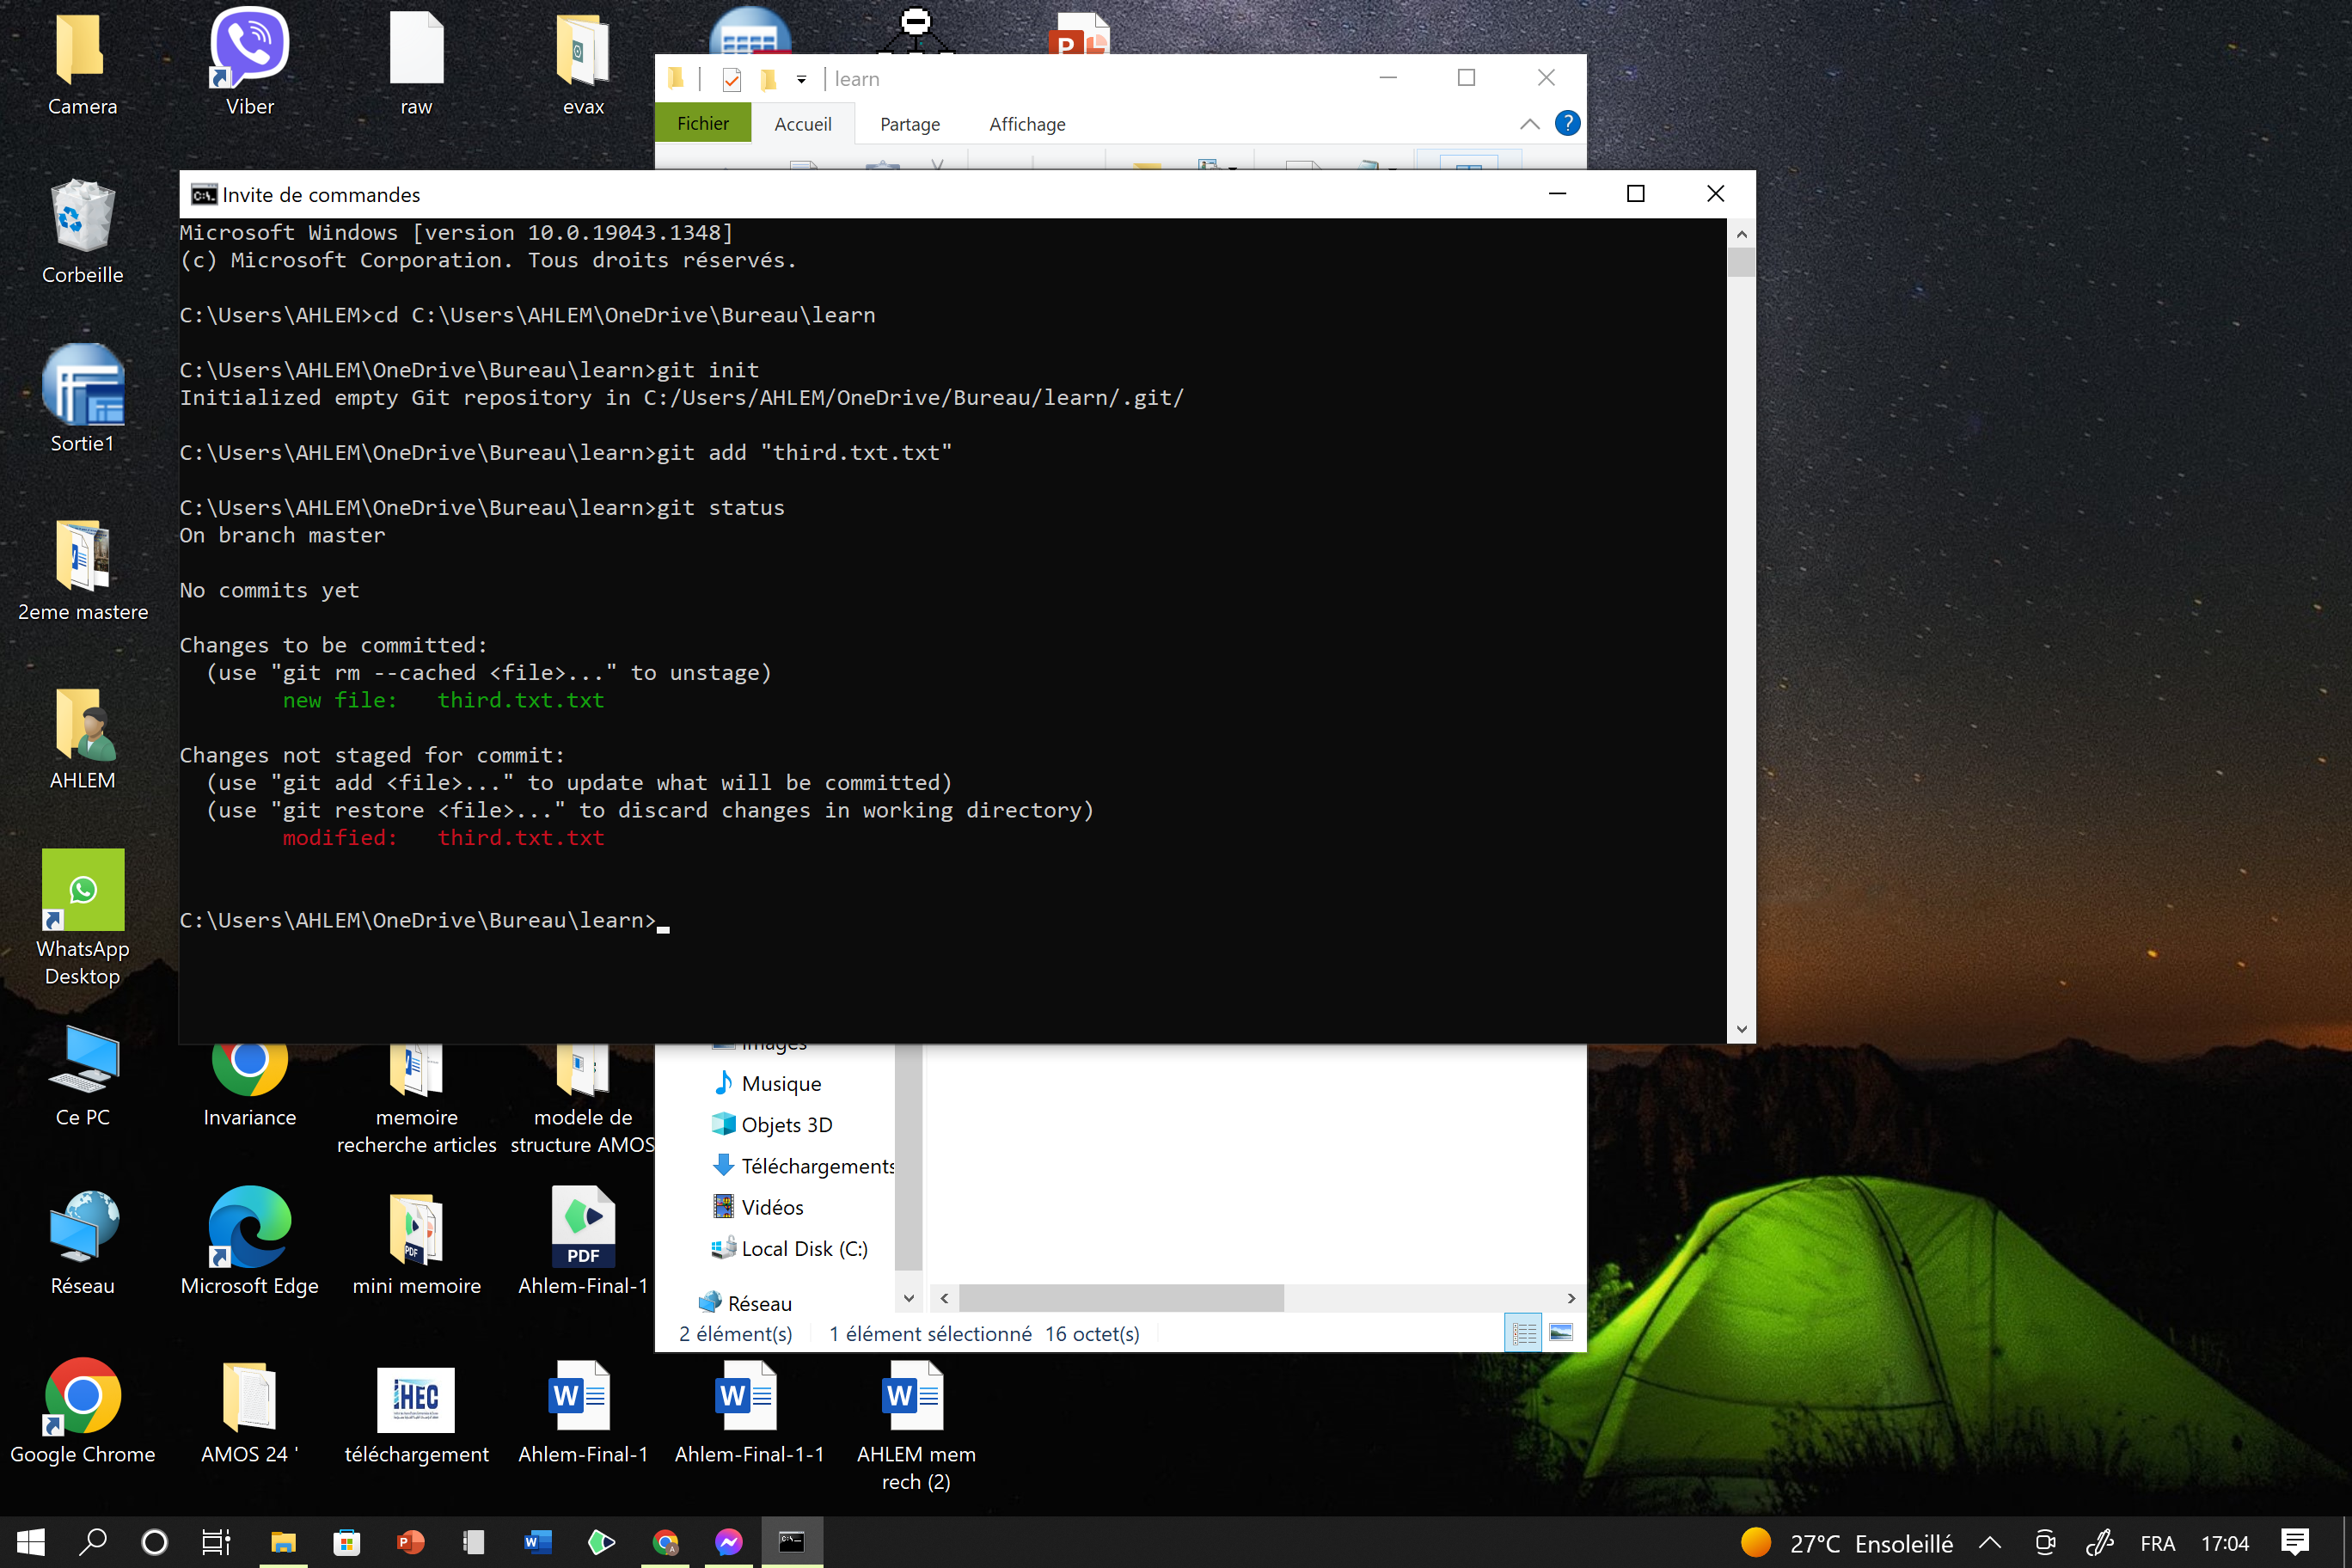 Camera
Viber
raw
evax
learn
Fichier
Accueil
Partage
Affichage
Corbeille
Sortie1
2eme mastere
AHLEM
WhatsApp
Desktop
Invite de commandes
Microsoft Windows [version 10.0.19043.1348]
(c) Microsoft Corporation. Tous droits réservés.
C:\Users\AHLEM>cd C:\Users\AHLEM\OneDrive\Bureau\learn
C:\Users\AHLEM\OneDrive\Bureau\learn>git init
Initialized empty Git repository in C:/Users/AHLEM/OneDrive/Bureau/learn/.git/
C:\Users\AHLEM\OneDrive\Bureau\learn>git add "third.txt.txt"
C:\Users\AHLEM\OneDrive\Bureau\learn>git status
On branch master
No commits yet
Changes to be committed:
(use "git rm --cached <file>..." to unstage)
new file:   third.txt.txt
Changes not staged for commit:
(use "git add <file>..." to update what will be committed)
(use "git restore <file>..." to discard changes in working directory)
modified:   third.txt.txt
C:\Users\AHLEM\OneDrive\Bureau\learn>
Images
Musique
Objets 3D
Téléchargements
Vidéos
Local Disk (C:)
Réseau
2 élément(s)
1 élément sélectionné 16 octet(s)
Ce PC
Invariance
memoire
recherche articles
modele de
structure AMOS
Réseau
Microsoft Edge
mini memoire
PDF
Ahlem-Final-1
Google Chrome
AMOS 24 '
iHEC
téléchargement
Ahlem-Final-1
Ahlem-Final-1-1
AHLEM mem
rech (2)
27°C Ensoleillé
FRA
17:04